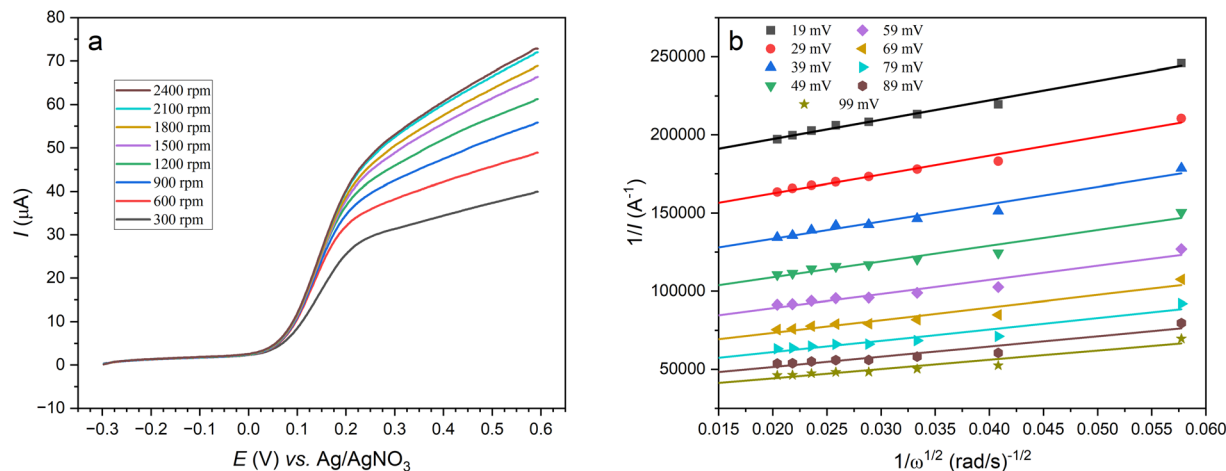 a
80
70
60
50
40
30
20
10
0
−10
I (μA)
2400 rpm
2100 rpm
1800 rpm
1500 rpm
1200 rpm
900 rpm
600 rpm
300 rpm
−0.3 −0.2 −0.1 0.0 0.1 0.2 0.3 0.4 0.5 0.6
E (V) vs. Ag/AgNO3
b
19 mV 59 mV
29 mV 69 mV
39 mV 79 mV
49 mV 89 mV
99 mV
250000
200000
150000
100000
50000
1/I (A-1)
0.015 0.020 0.025 0.030 0.035 0.040 0.045 0.050 0.055 0.060
1/ω1/2 (rad/s)-1/2